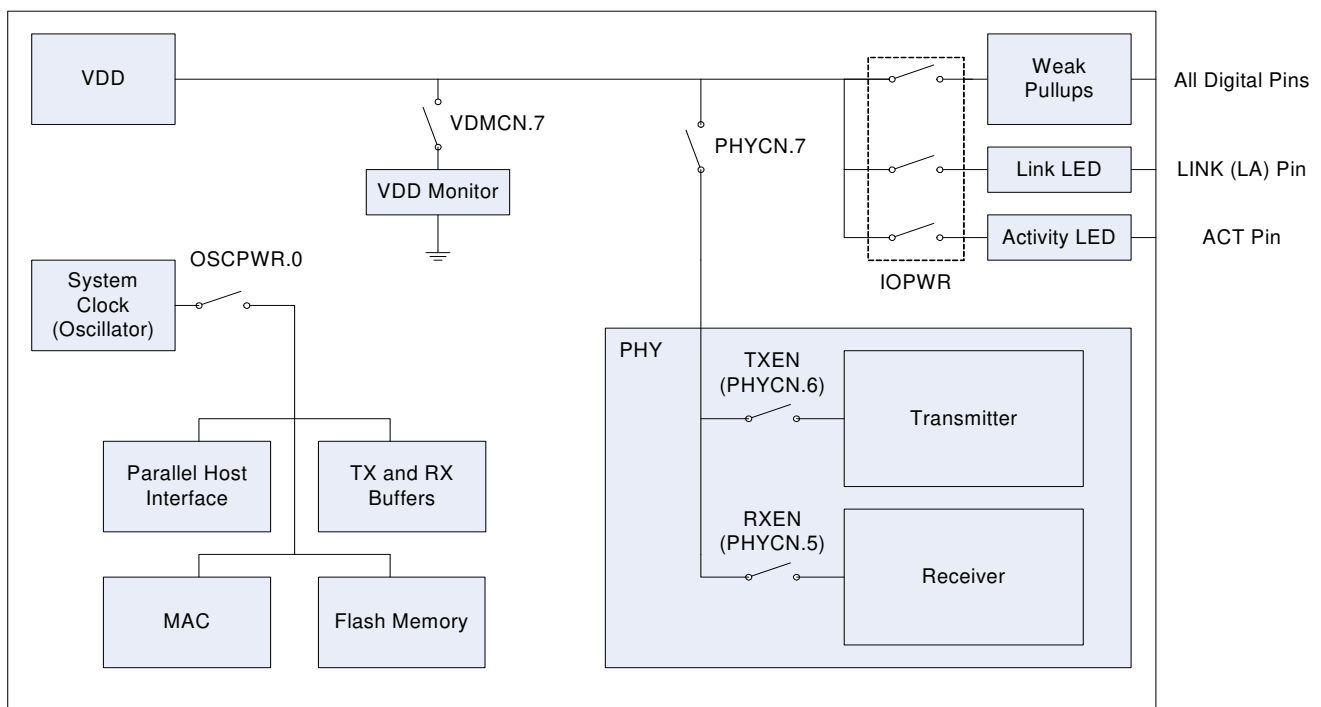 VDD
Weak
Pullups
All Digital Pins
VDMCN.7
PHYCN.7
VDD Monitor
Link LED
LINK (LA) Pin
Activity LED
ACT Pin
IOPWR
OSCPWR.0
System
Clock
(Oscillator)
PHY
TXEN
(PHYCN.6)
Transmitter
Parallel Host
Interface
TX and RX
Buffers
RXEN
(PHYCN.5)
Receiver
MAC
Flash Memory